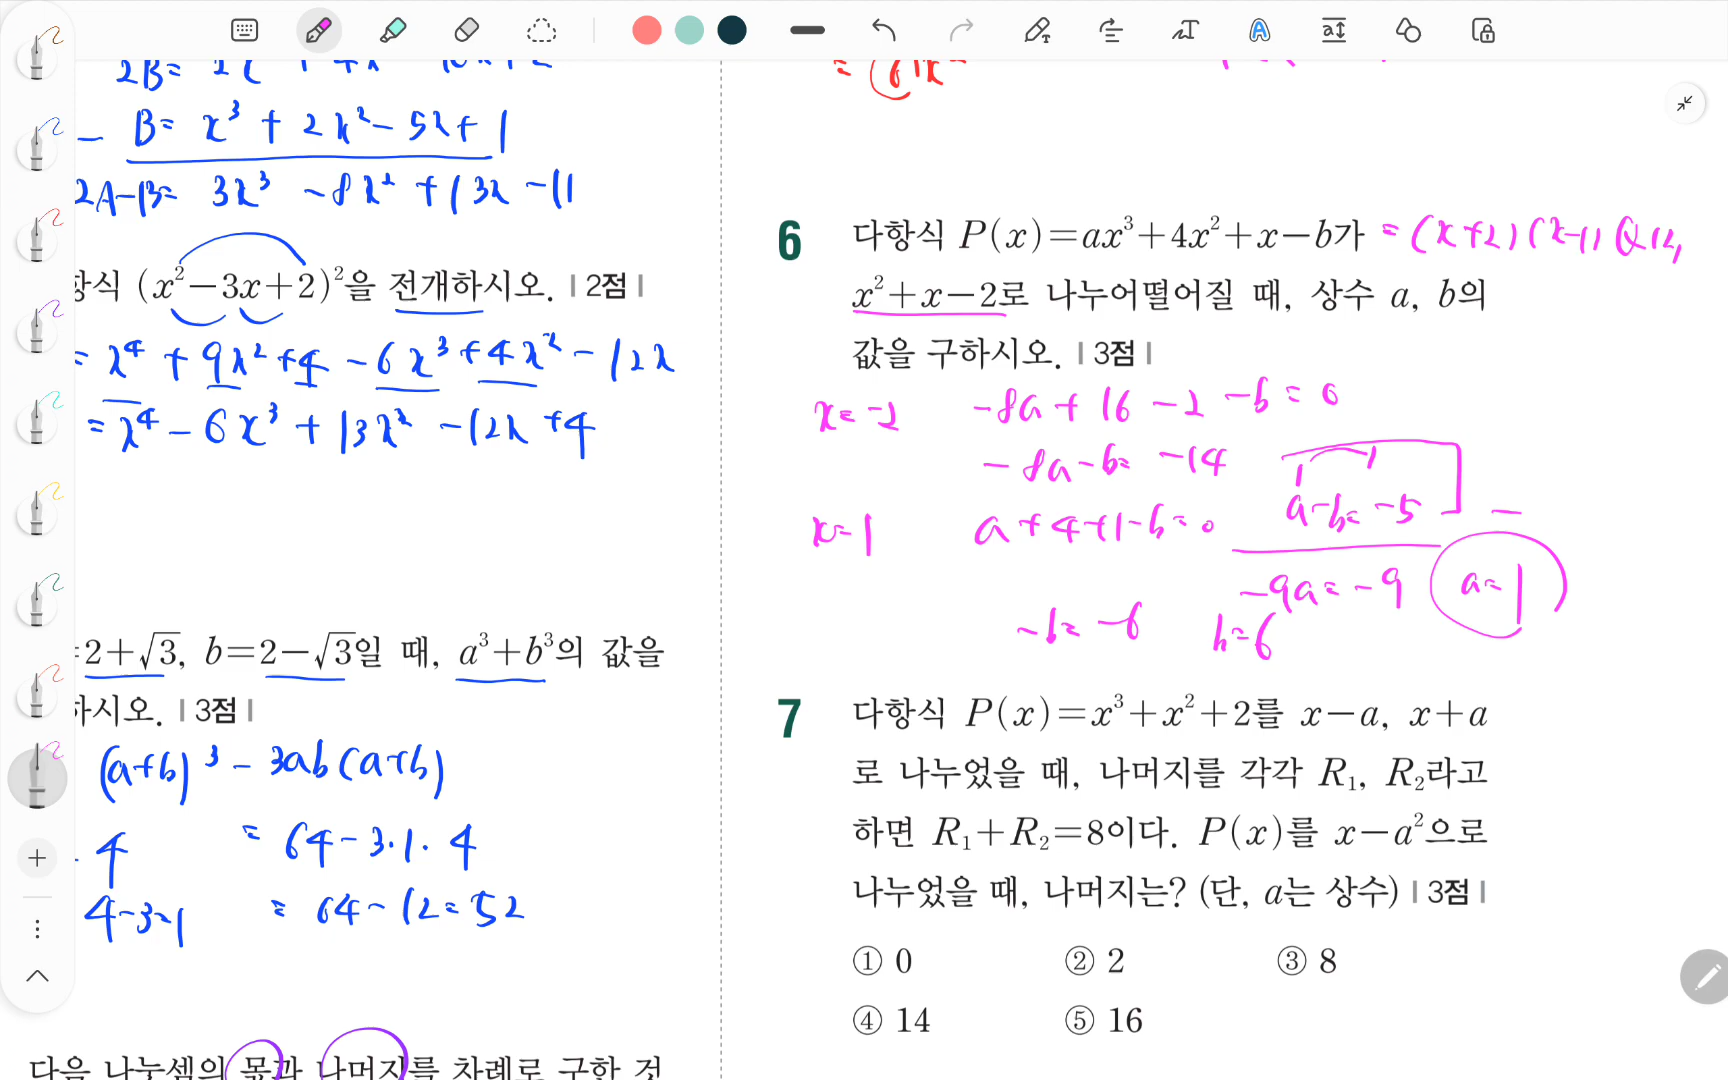 B= x³ + 2x² - 5x + 1
2A-B= 3x³ - 8x² + 13x - 11
항식 (x²-3x+2)²을 전개하시오. | 2점 |
= x⁴ + 9x² + 4 - 6x³ + 4x² - 12x
= x⁴ - 6x³ + 13x² - 12x + 4
=2+√3, b=2-√3일 때, a³+b³의 값을
하시오. | 3점 |
(a+b)³ - 3ab(a+b)
4 = 64 - 3·1·4
4-3=1 = 64 - 12 = 52
다음 나눗셈의 몫과 나머지를 차례로 구한 것
6 다항식 P(x)=ax³+4x²+x-b가 = (x+2)(x-1)Q(x)
x²+x-2로 나누어떨어질 때, 상수 a, b의
값을 구하시오. | 3점 |
x=-2 -8a+16-2-b=0
-8a-b=-14
x=1 a+4+1-b=0 a-b=-5
-9a=-9 a=1
-b=-6 b=6
7 다항식 P(x)=x³+x²+2를 x-a, x+a
로 나누었을 때, 나머지를 각각 R₁, R₂라고
하면 R₁+R₂=8이다. P(x)를 x-a²으로
나누었을 때, 나머지는? (단, a는 상수) | 3점 |
① 0 ② 2 ③ 8
④ 14 ⑤ 16